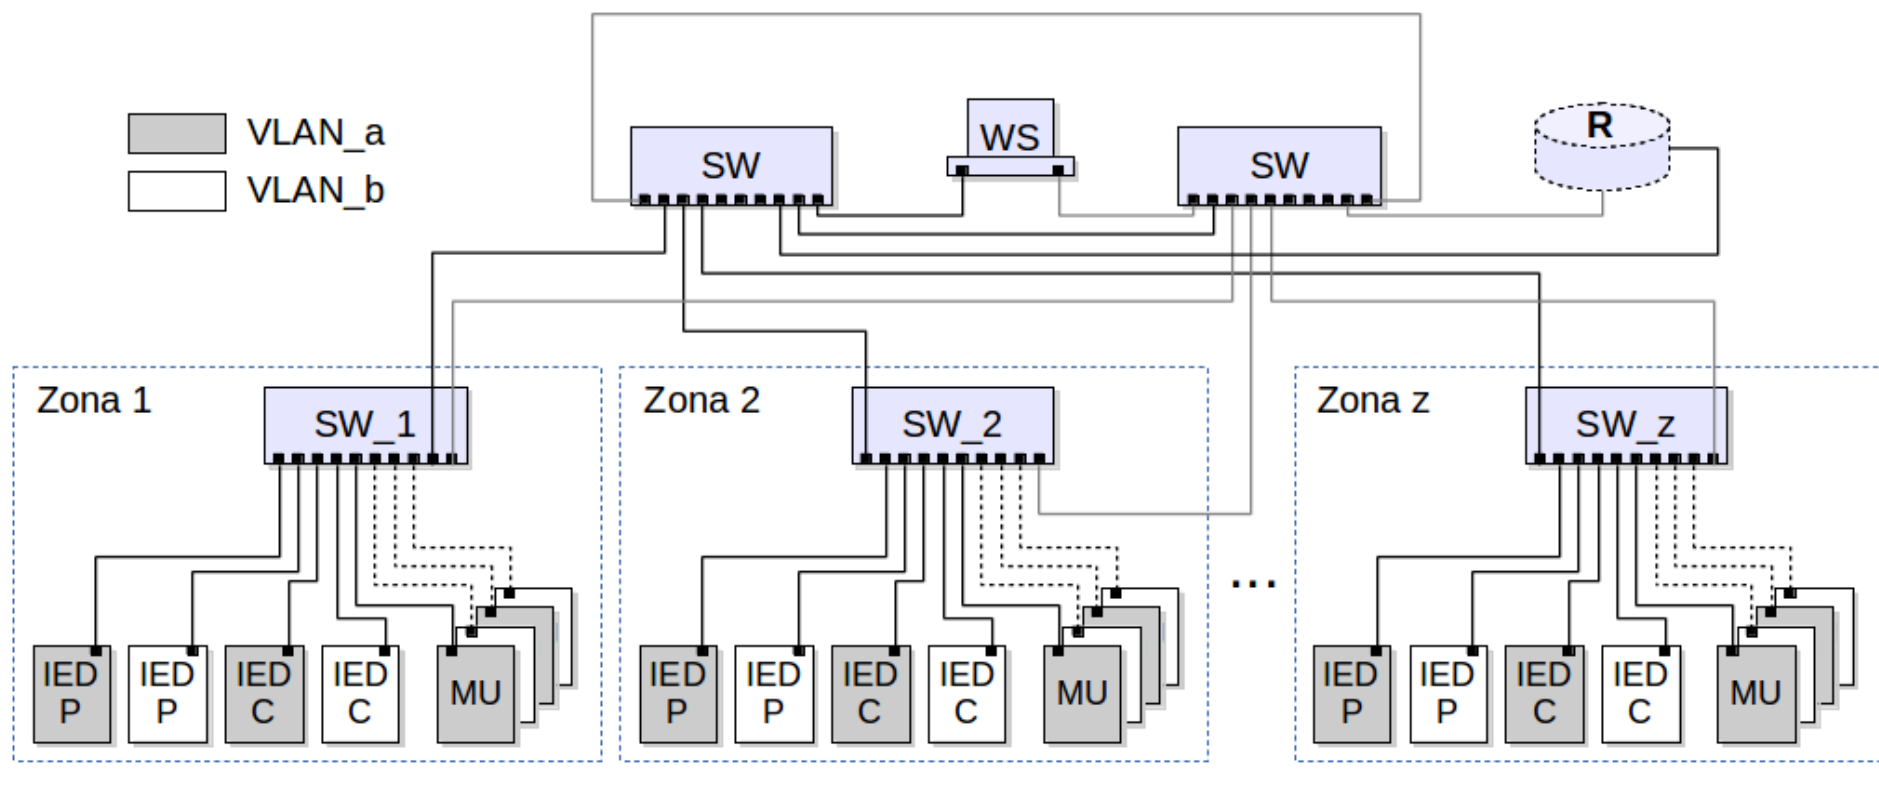 VLAN_a
VLAN_b
SW
WS
SW
R
Zona 1
SW_1
IED
P
IED
P
IED
C
IED
C
MU
Zona 2
SW_2
IED
P
IED
P
IED
C
IED
C
MU
...
Zona z
SW_z
IED
P
IED
P
IED
C
IED
C
MU